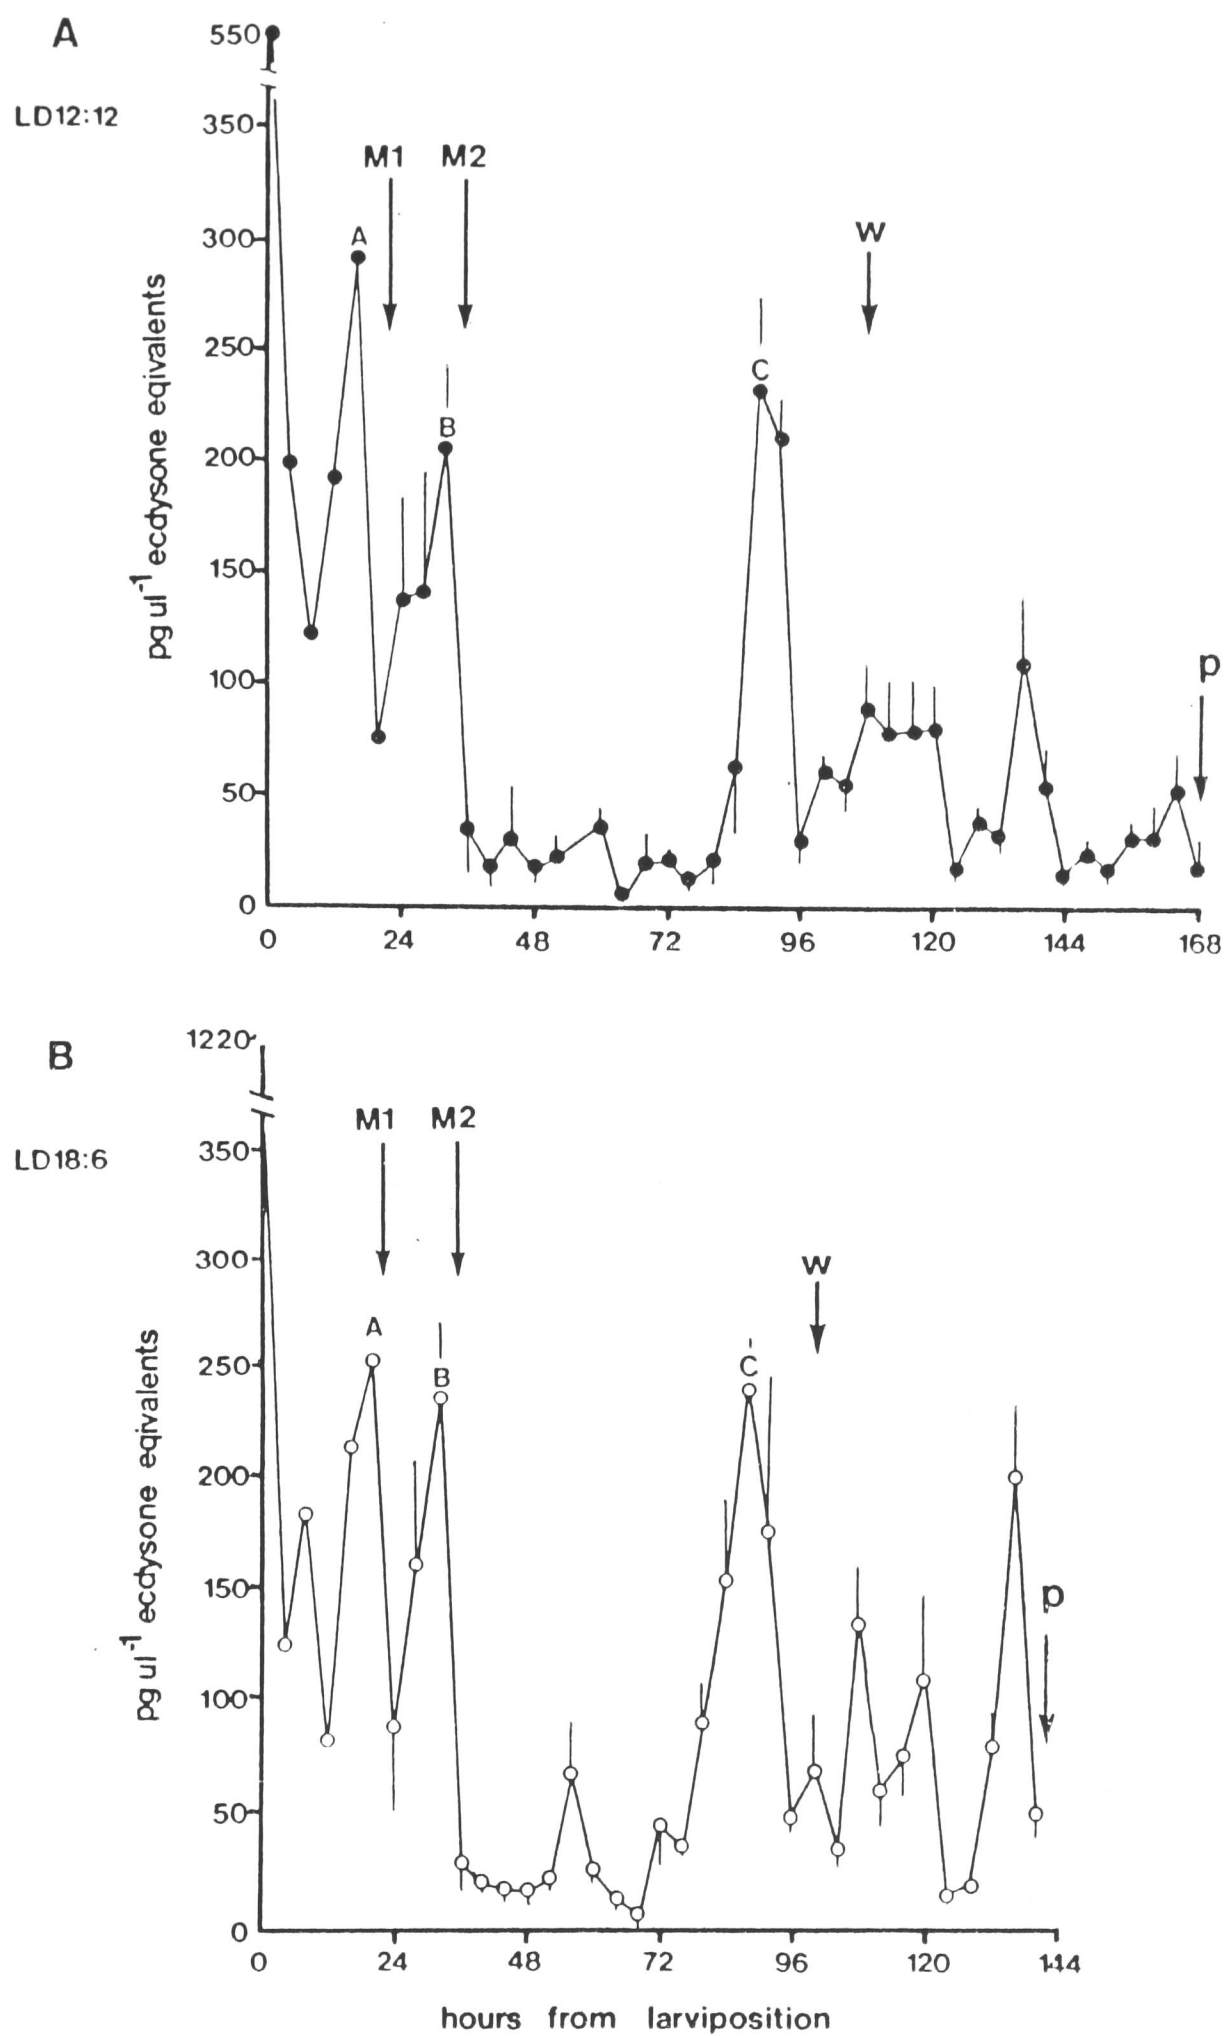 A
550
LD12:12
350
M1 M2
300
A
W
250
C
B
200
150
100
p
50
0
0 24 48 72 96 120 144 168
pg ul⁻¹ ecdysone eqivalents
B
1220
M1 M2
350
LD18:6
300
W
A
250
B
C
200
150
p
100
50
0
0 24 48 72 96 120 144
pg ul⁻¹ ecdysone eqivalents
hours from larviposition